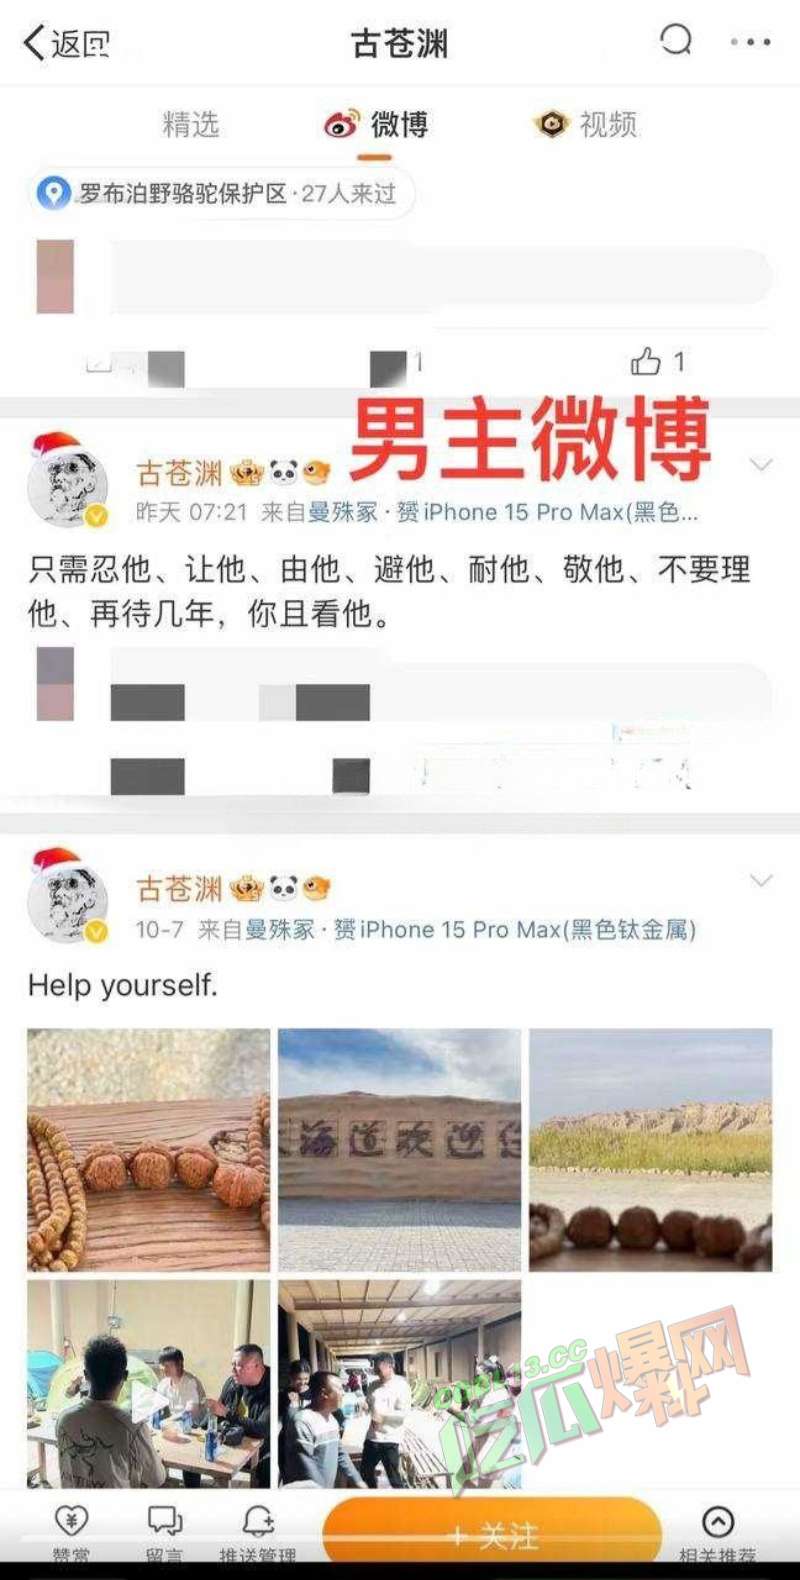 返回
古苍渊
精选
微博
视频
罗布泊野骆驼保护区·27人来过
1
1
男主微博
古苍渊
昨天 07:21 来自曼殊冢·赟iPhone 15 Pro Max(黑色...
只需忍他、让他、由他、避他、耐他、敬他、不要理
他、再待几年，你且看他。
古苍渊
10-7 来自曼殊冢·赟iPhone 15 Pro Max(黑色钛金属)
Help yourself.
海道欢迎
吃瓜爆料网
赞赏
留言
推送管理
+关注
相关推荐